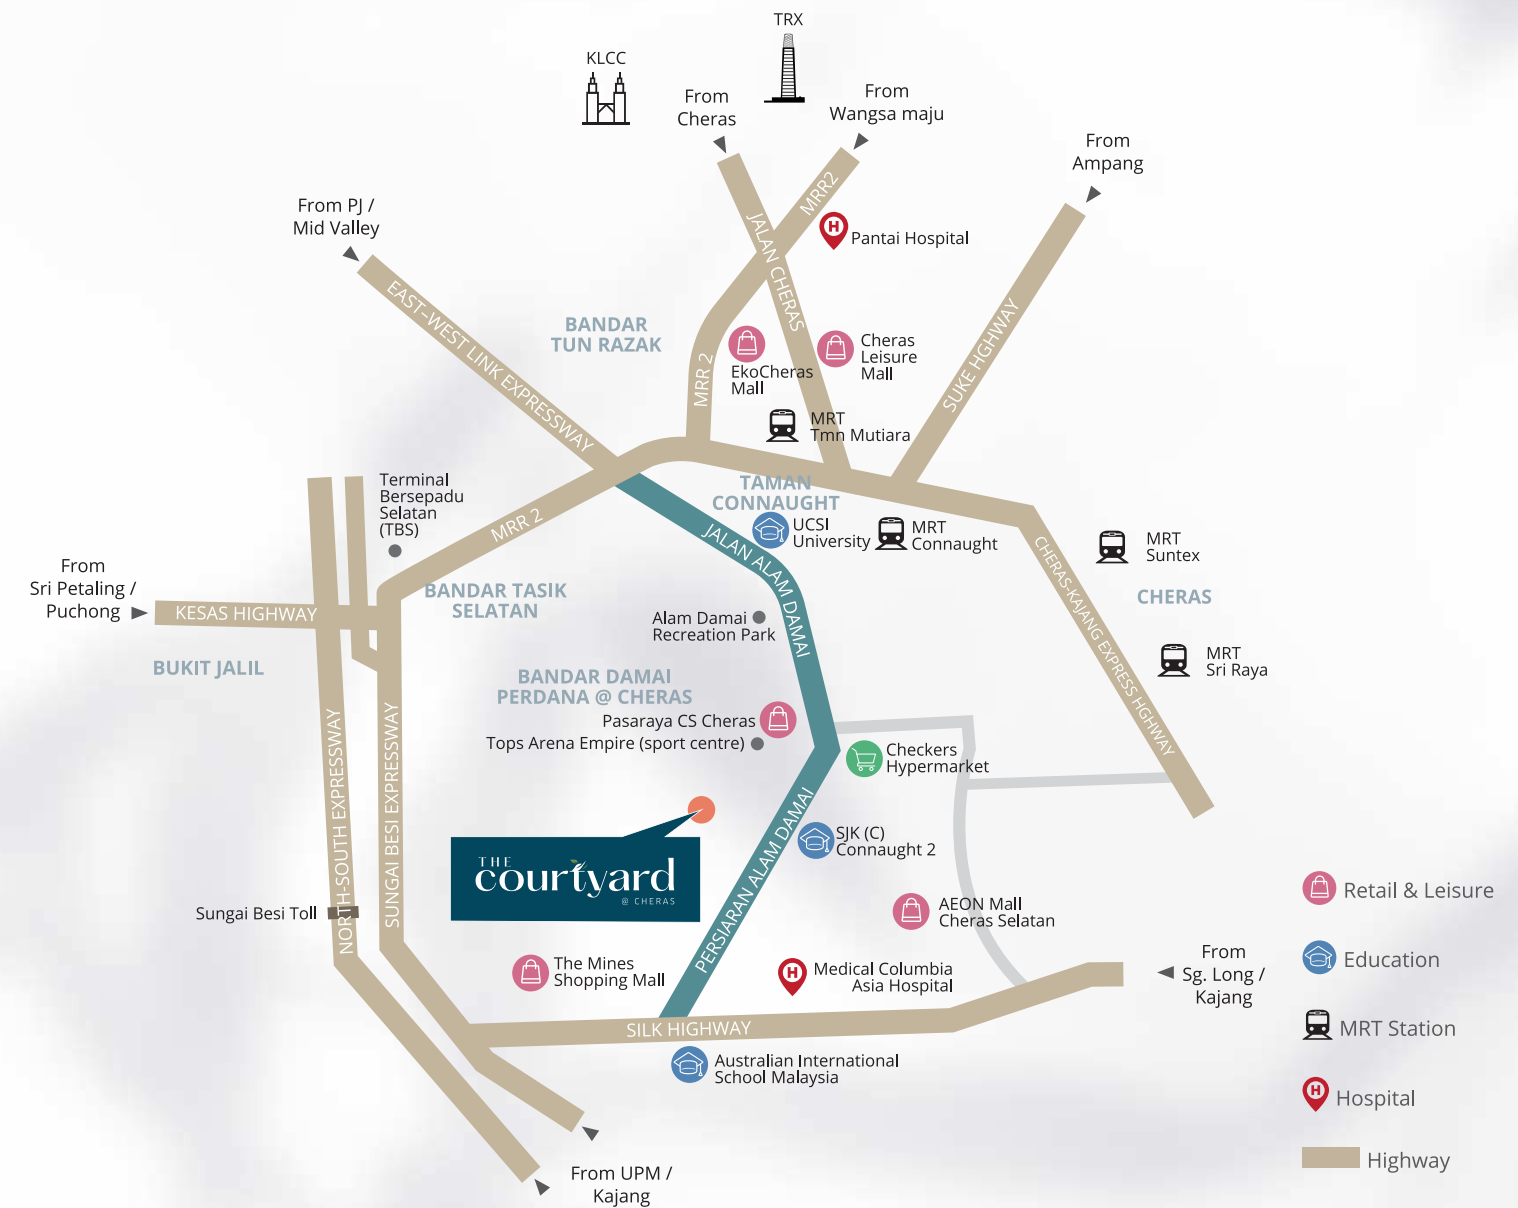 TRX
KLCC
From
Cheras
From
Wangsa maju
From
Ampang
From PJ /
Mid Valley
MRR2
JALAN CHERAS
Pantai Hospital
EAST–WEST LINK EXPRESSWAY
BANDAR
TUN RAZAK
MRR 2
EkoCheras
Mall
Cheras
Leisure
Mall
SUKE HGHWAY
MRT
Tmn Mutiara
Terminal
Bersepadu
Selatan
(TBS)
MRR 2
TAMAN
CONNAUGHT
UCSI
University
MRT
Connaught
JALAN ALAM DAMAI
MRT
Suntex
CHERAS-KAJANG EXPRESS HGHWAY
From
Sri Petaling /
Puchong
KESAS HIGHWAY
BANDAR TASIK
SELATAN
CHERAS
Alam Damai
Recreation Park
BUKIT JALIL
MRT
Sri Raya
BANDAR DAMAI
PERDANA @ CHERAS
Pasaraya CS Cheras
Tops Arena Empire (sport centre)
Checkers
Hypermarket
NORTH-SOUTH EXPRESSWAY
SUNGAI BESI EXPRESSWAY
PERSIARAN ALAM DAMAI
SJK (C)
Connaught 2
THE
courtyard
@ CHERAS
Sungai Besi Toll
AEON Mall
Cheras Selatan
Retail & Leisure
The Mines
Shopping Mall
Medical Columbia
Asia Hospital
From
Sg. Long /
Kajang
Education
SILK HIGHWAY
MRT Station
Australian International
School Malaysia
Hospital
Highway
From UPM /
Kajang
H
H
H